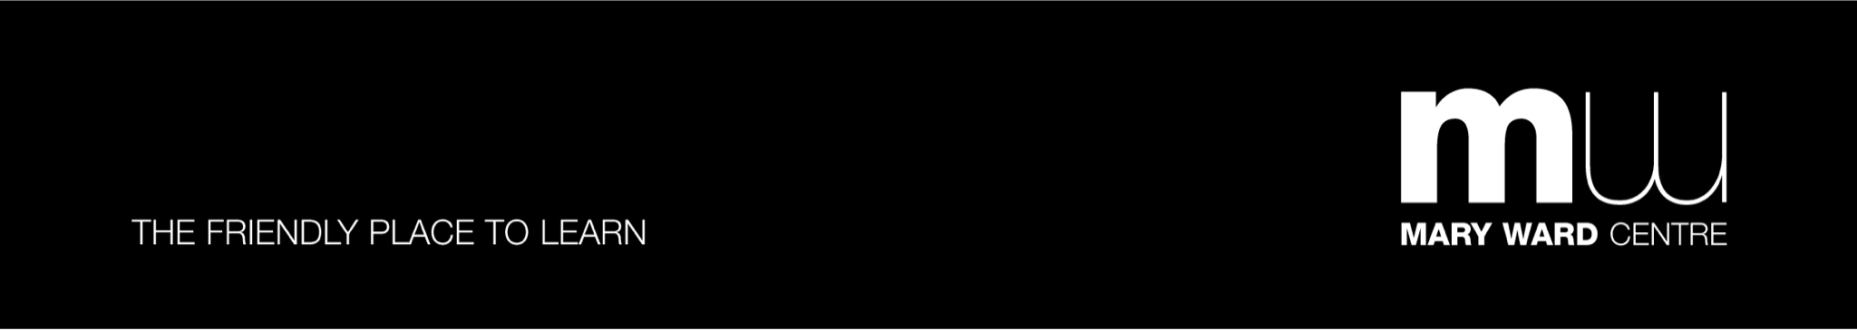 mw
THE FRIENDLY PLACE TO LEARN
MARY WARD CENTRE